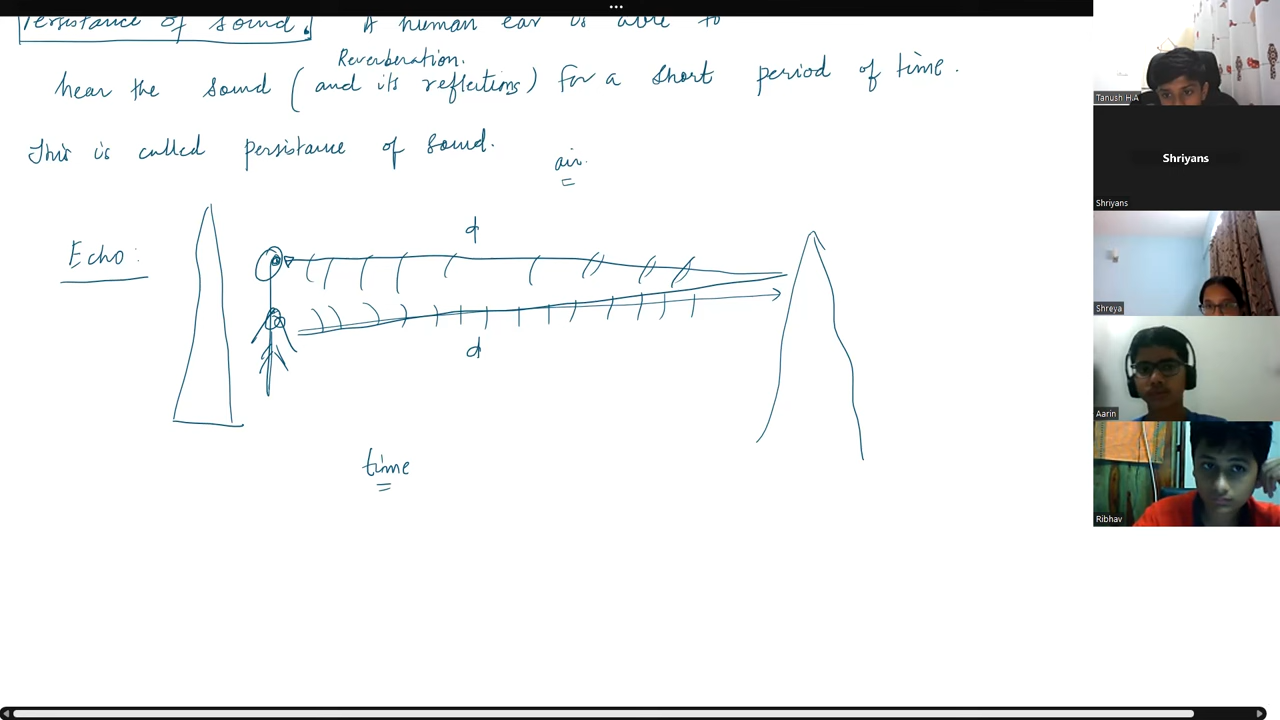 Persistance of sound. A human ear is able to
Reverberation.
hear the sound (and its reflections) for a short period of time.
This is called persistance of sound.
air.
Echo:
d
d
time
Tanush H.A
Shriyans
Shriyans
Shreya
Aarin
Ribhav